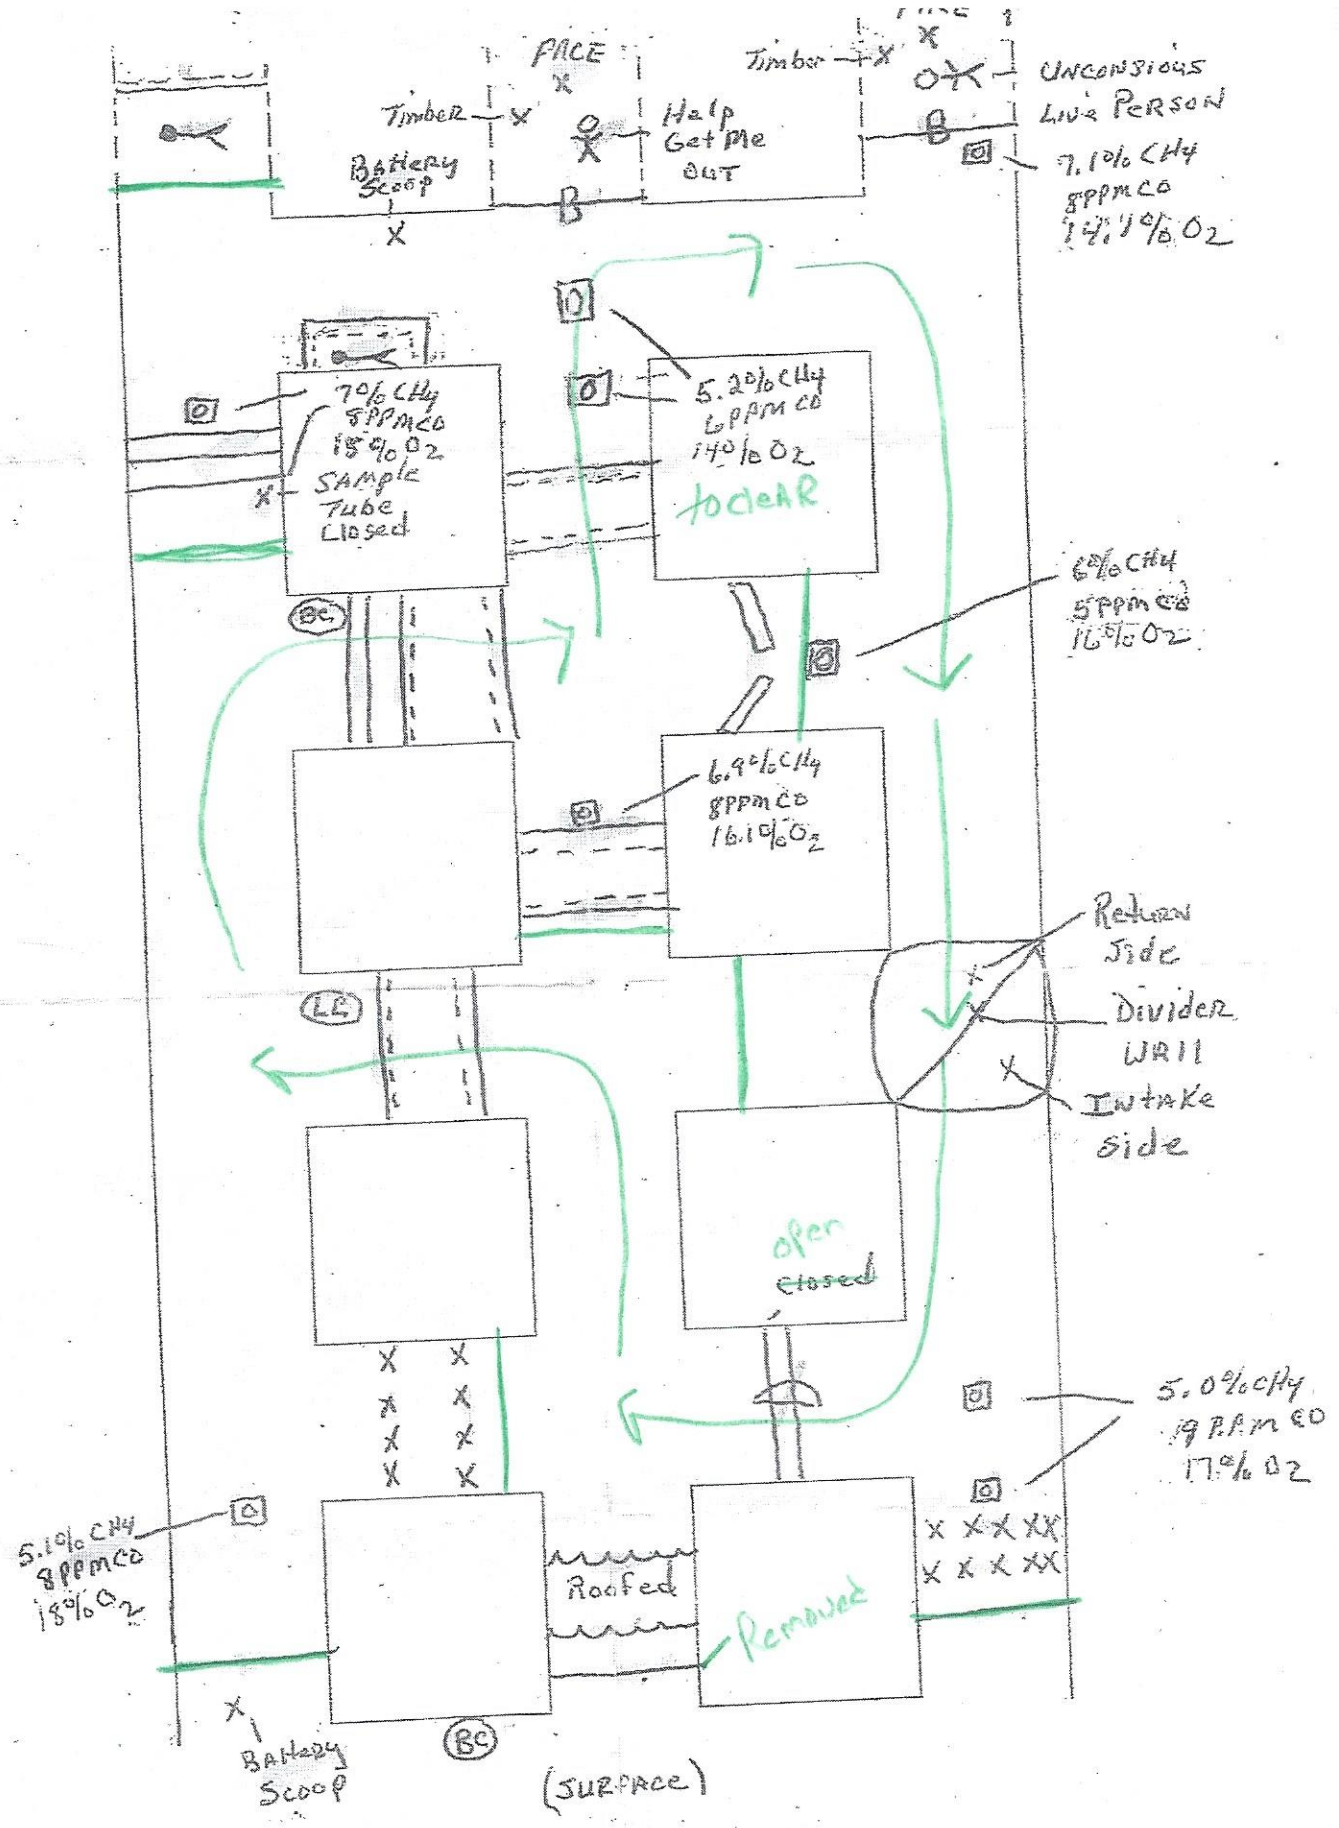 FACE
X
Timber
X
Battery
Scoop
X
Help
Get Me
OUT
B
Timber
X
X
UNCONSIOUS
LIVE PERSON
B
7.1% CH4
8PPM CO
14.1% O2
7% CH4
8PPM CO
18% O2
SAMPLE
Tube
Closed
X
5.2% CH4
6PPM CO
14% O2
to cleAR
6% CH4
5PPM CO
16% O2
BC
6.9% CH4
8PPM CO
16.1% O2
LC
X
X
X
Return
Side
Divider
WAll
INtAKe
side
open
closed
X X
X X
X X
X X
5.0% CH4
19 P.P.M CO
17% O2
X X X XX
X X X XX
5.1% CH4
8PPM CO
18% O2
Roofed
Removed
X
BAttery
Scoop
BC
(SURFACE)